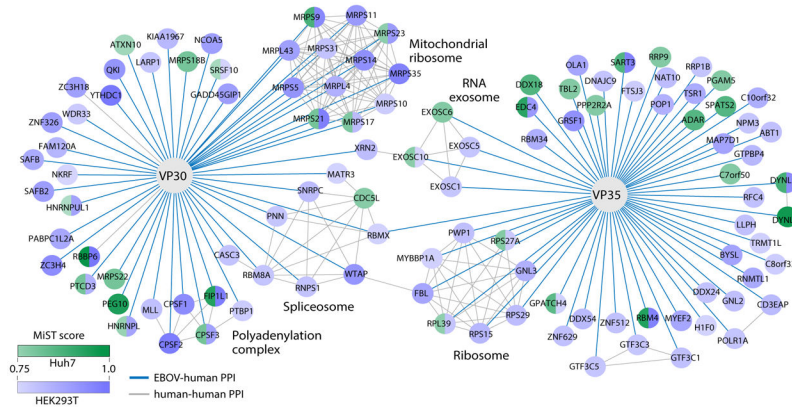 MRPS9
MRPS11
MRPS23
MRPL43
MRPS31
MRPS14
MRPS35
MRPS5
MRPL4
MRPS10
MRPS21
MRPS17
Mitochondrial
ribosome
ATXN10
KIAA1967
NCOA5
QKI
LARP1
MRPS18B
SRSF10
ZC3H18
YTHDC1
GADD45GIP1
ZNF326
WDR33
FAM120A
SAFB
NKRF
SAFB2
HNRNPUL1
PABPC1L2A
ZC3H4
RBBP6
PTCD3
MRPS22
PEG10
HNRNPL
VP30
XRN2
MATR3
SNRPC
CDC5L
PNN
RBMX
RBM8A
RNPS1
WTAP
Spliceosome
CASC3
MLL
CPSF1
FIP1L1
PTBP1
CPSF2
CPSF3
Polyadenylation
complex
RNA
exosome
EXOSC6
EXOSC5
EXOSC10
EXOSC1
PWP1
RPS27A
MYBBP1A
GNL3
FBL
RPL39
RPS15
RPS29
Ribosome
VP35
OLA1
SART3
RRP9
RRP1B
DDX18
TBL2
DNAJC9
NAT10
PGAM5
FTSJ3
TSR1
C10orf32
EDC4
PPP2R2A
POP1
SPATS2
GRSF1
ADAR
NPM3
RBM34
MAP7D1
ABT1
GTPBP4
C7orf50
DYNL
RFC4
DYNL
LLPH
TRMT1L
BYSL
C8orf3
RNMTL1
DDX24
CD3EAP
GNL2
GPATCH4
DDX54
RBM4
MYEF2
H1F0
ZNF512
POLR1A
ZNF629
GTF3C3
GTF3C5
GTF3C1
MiST score
Huh7
0.75
1.0
HEK293T
EBOV-human PPI
human-human PPI